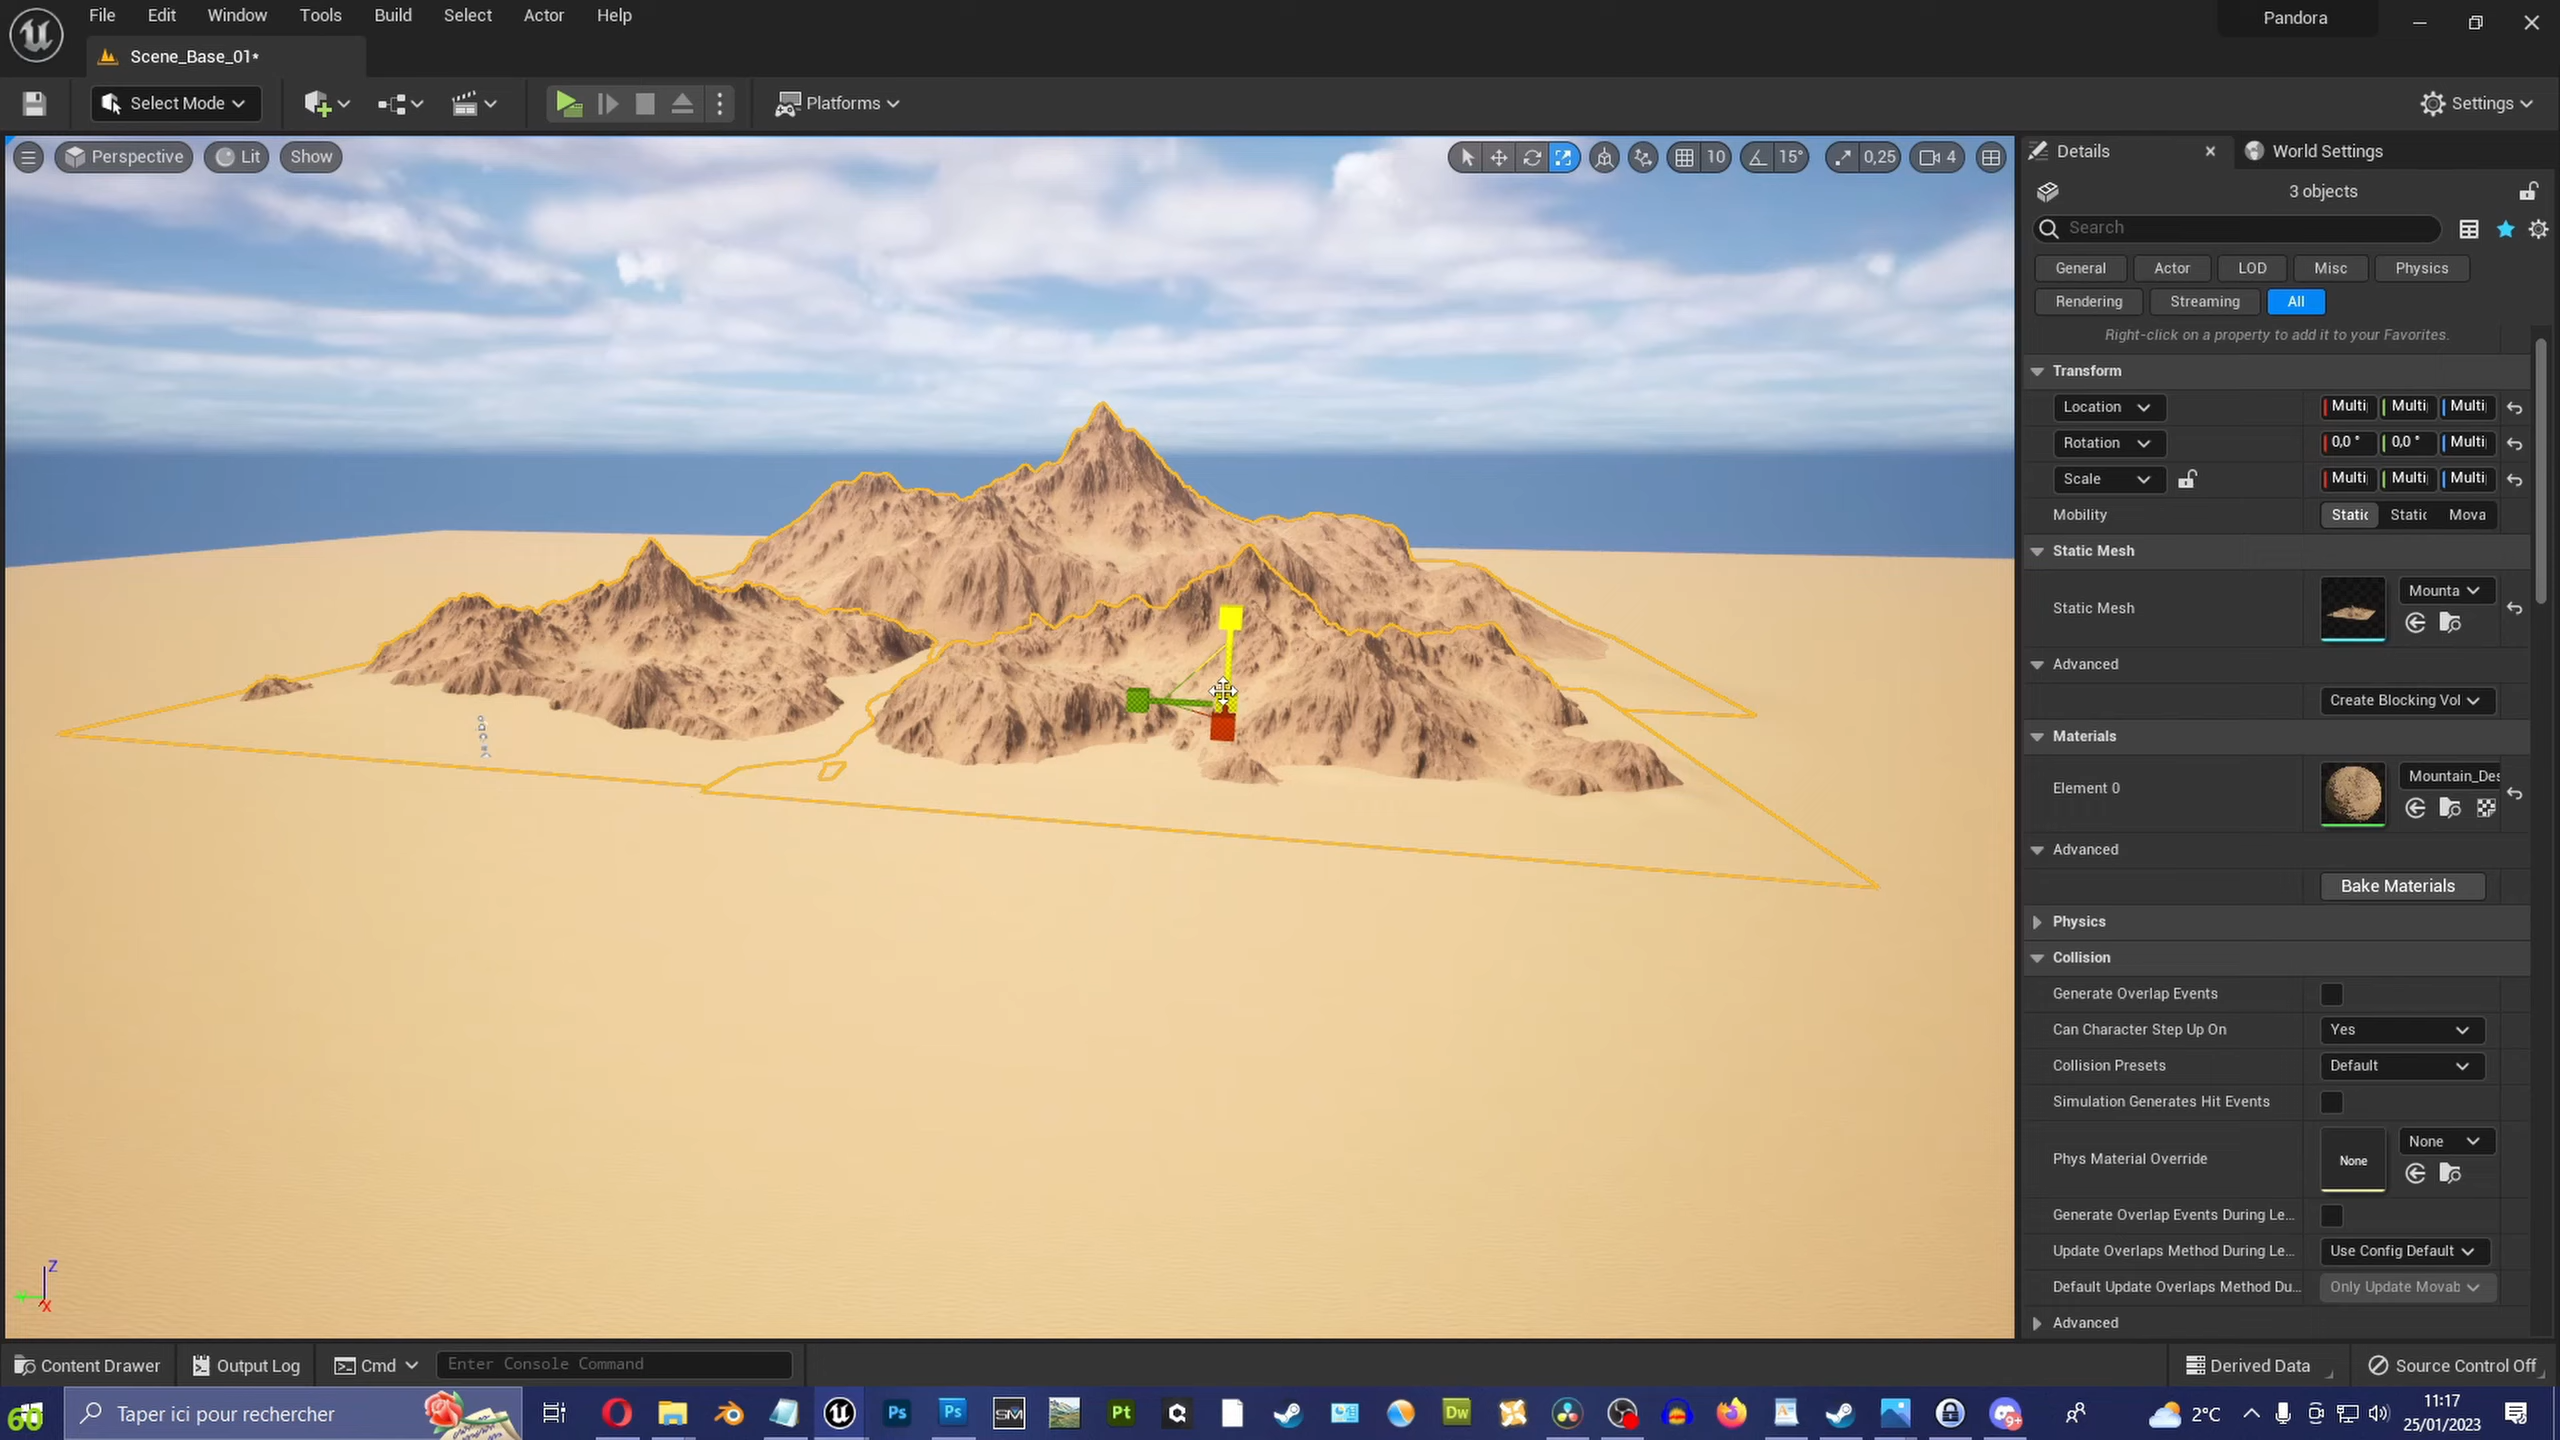 File Edit Window Tools Build Select Actor Help
Pandora
Scene_Base_01*
Select Mode
Platforms
Settings
Perspective
Lit
Show
10
15°
0,25
4
Details
World Settings
3 objects
Search
General
Actor
LOD
Misc
Physics
Rendering
Streaming
All
Right-click on a property to add it to your Favorites.
Transform
Location Multi Multi Multi
Rotation 0,0 ° 0,0 ° Multi
Scale Multi Multi Multi
Mobility Static Static Mova
Static Mesh
Static Mesh
Mounta
Advanced
Create Blocking Vol
Materials
Element 0
Mountain_Des
Advanced
Bake Materials
Physics
Collision
Generate Overlap Events
Can Character Step Up On Yes
Collision Presets Default
Simulation Generates Hit Events
Phys Material Override
None
None
Generate Overlap Events During Le...
Update Overlaps Method During Le... Use Config Default
Default Update Overlaps Method Du... Only Update Movab
Advanced
Z
X
Content Drawer
Output Log
Cmd
Enter Console Command
Derived Data
Source Control Off
60
Taper ici pour rechercher
Ps
Ps
SM
Pt
Dw
9+
2°C
11:17
25/01/2023